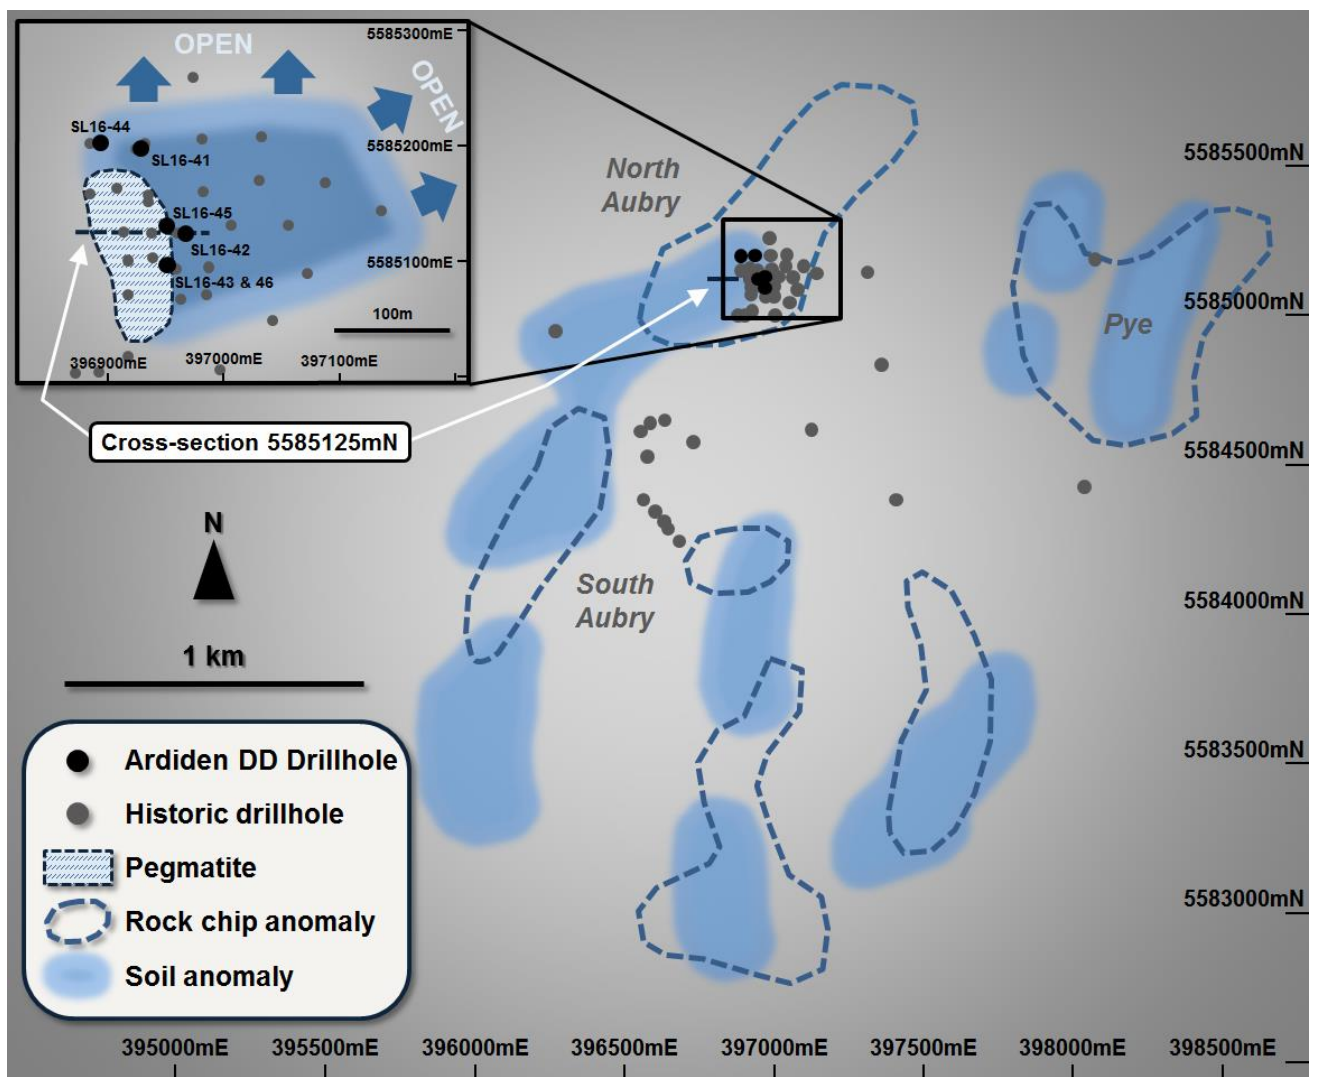 OPEN
OPEN
5585300mE
5585200mE
5585100mE
SL16-44
SL16-41
SL16-45
SL16-42
SL16-43 & 46
100m
396900mE
397000mE
397100mE
Cross-section 5585125mN
North
Aubry
Pye
South
Aubry
5585500mN
5585000mN
5584500mN
5584000mN
5583500mN
5583000mN
N
1 km
Ardiden DD Drillhole
Historic drillhole
Pegmatite
Rock chip anomaly
Soil anomaly
395000mE
395500mE
396000mE
396500mE
397000mE
397500mE
398000mE
398500mE